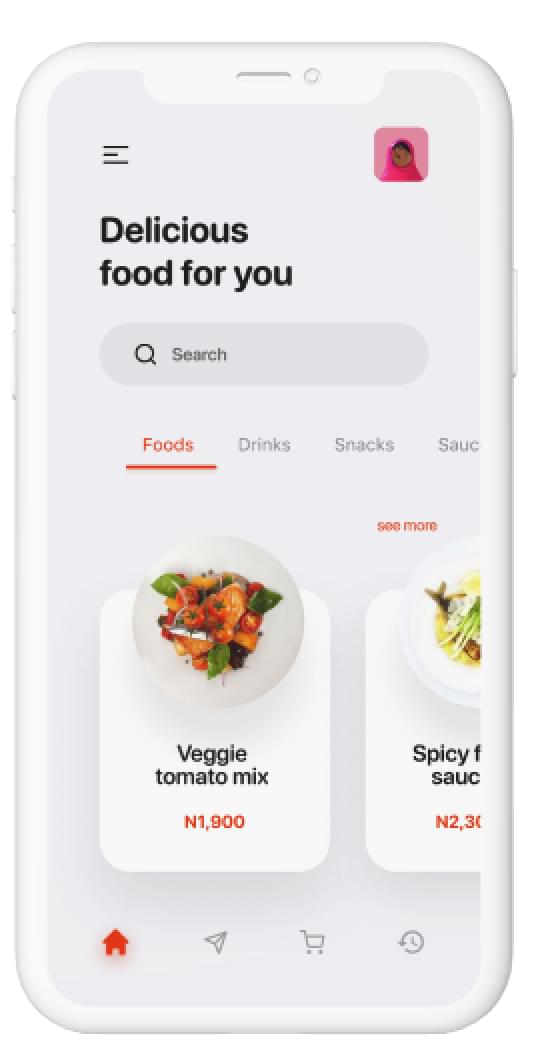 Delicious
food for you
Search
Foods Drinks Snacks Sauc
see more
Veggie
tomato mix
N1,900
Spicy f
sauc
N2,30